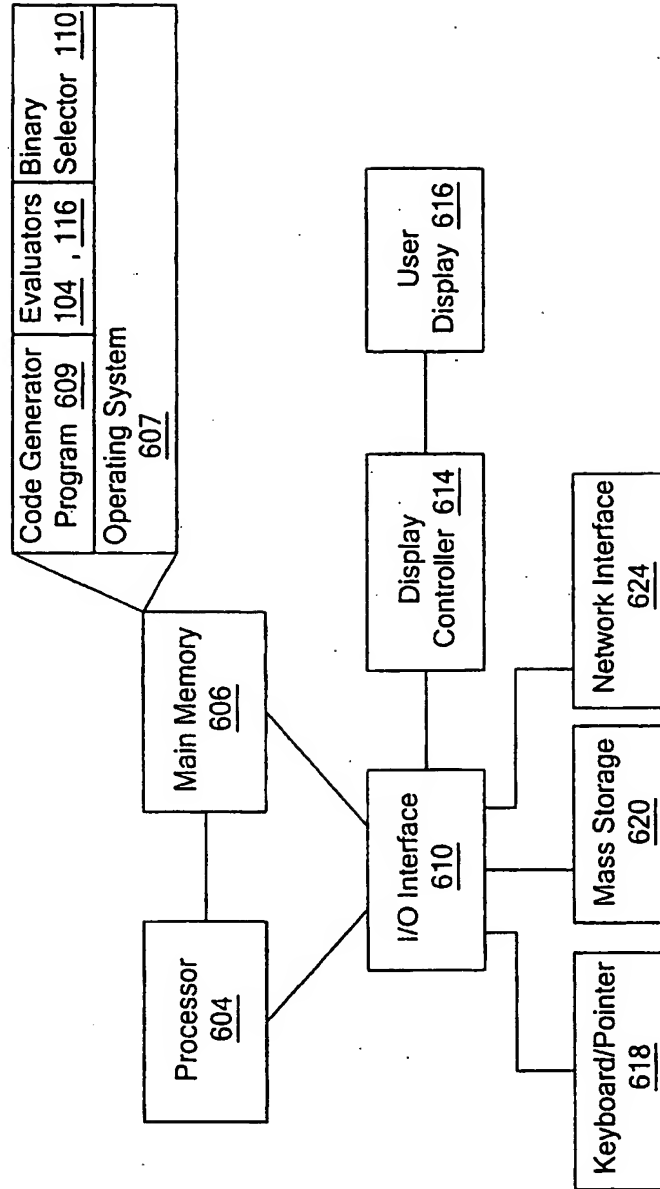 Code Generator
Program 609
Evaluators
104 , 116
Binary
Selector 110
Operating System
607
Processor
604
Main Memory
606
I/O Interface
610
Display
Controller 614
User
Display 616
Keyboard/Pointer
618
Mass Storage
620
Network Interface
624